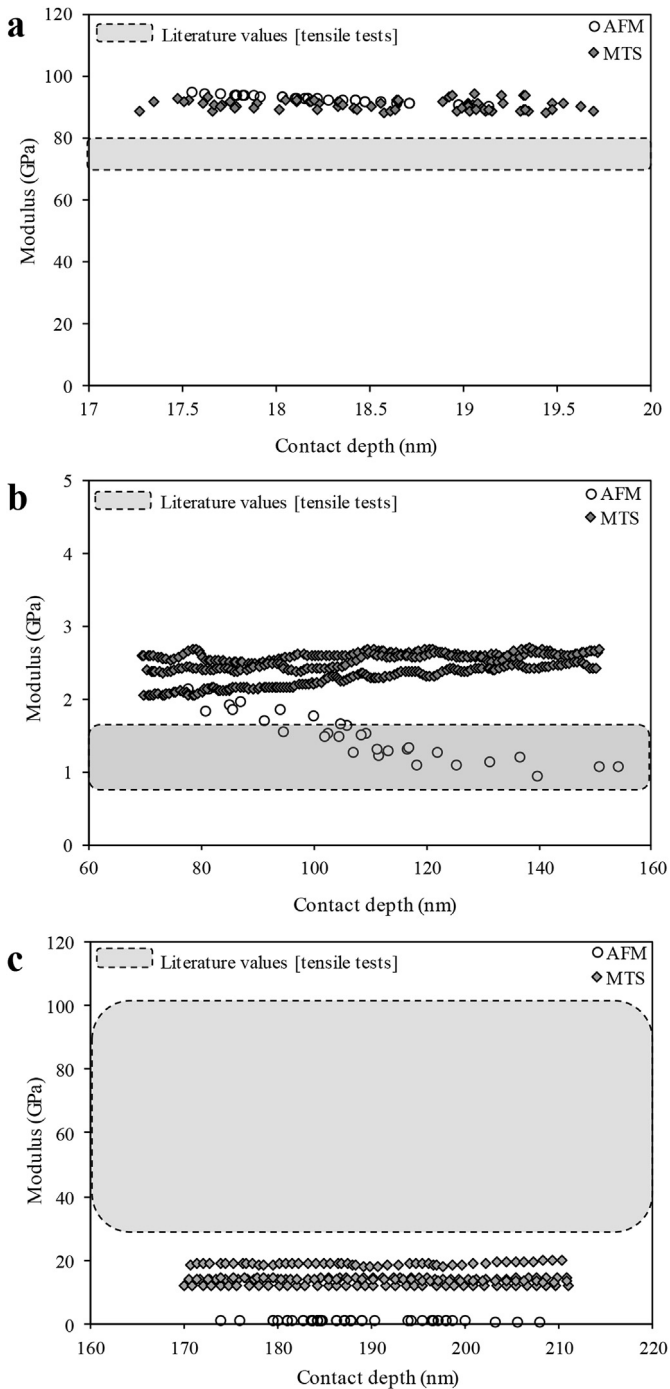 a
Literature values [tensile tests]
AFM
MTS
120
100
80
60
40
20
0
Modulus (GPa)
17
17.5
18
18.5
19
19.5
20
Contact depth (nm)
b
Literature values [tensile tests]
AFM
MTS
5
4
3
2
1
0
Modulus (GPa)
60
80
100
120
140
160
Contact depth (nm)
c
Literature values [tensile tests]
AFM
MTS
120
100
80
60
40
20
0
Modulus (GPa)
160
170
180
190
200
210
220
Contact depth (nm)